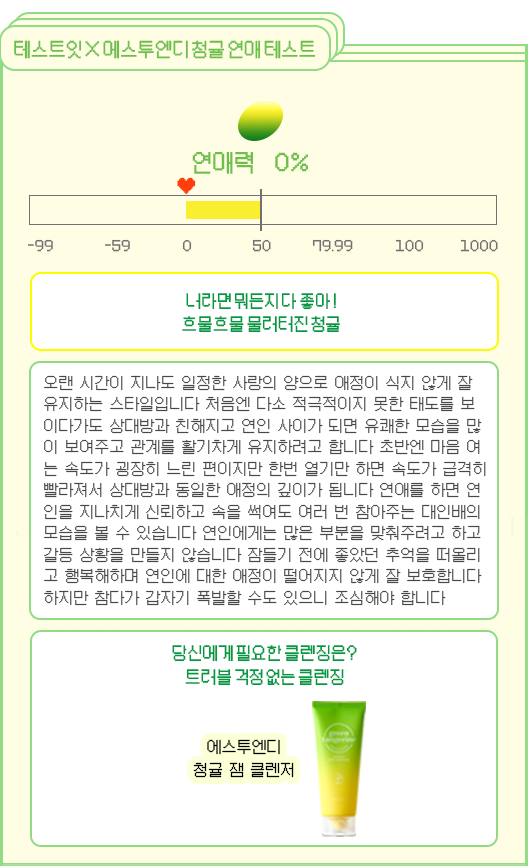 테스트잇X에스투엔디 청귤 연애 테스트
연애력 0%
-99 -59 0 50 79.99 100 1000
너라면 뭐든지 다 좋아!
흐물흐물 물러터진 청귤
오랜 시간이 지나도 일정한 사랑의 양으로 애정이 식지 않게 잘
유지하는 스타일입니다 처음엔 다소 적극적이지 못한 태도를 보
이다가도 상대방과 친해지고 연인 사이가 되면 유쾌한 모습을 많
이 보여주고 관계를 활기차게 유지하려고 합니다 초반엔 마음 여
는 속도가 굉장히 느린 편이지만 한번 열기만 하면 속도가 급격히
빨라져서 상대방과 동일한 애정의 깊이가 됩니다 연애를 하면 연
인을 지나치게 신뢰하고 속을 썩여도 여러 번 참아주는 대인배의
모습을 볼 수 있습니다 연인에게는 많은 부분을 맞춰주려고 하고
갈등 상황을 만들지 않습니다 잠들기 전에 좋았던 추억을 떠올리
고 행복해하며 연인에 대한 애정이 떨어지지 않게 잘 보호합니다
하지만 참다가 갑자기 폭발할 수도 있으니 조심해야 합니다
당신에게 필요한 클렌징은?
트러블 걱정 없는 클렌징
green
tangerine
에스투엔디
청귤 잼 클렌저